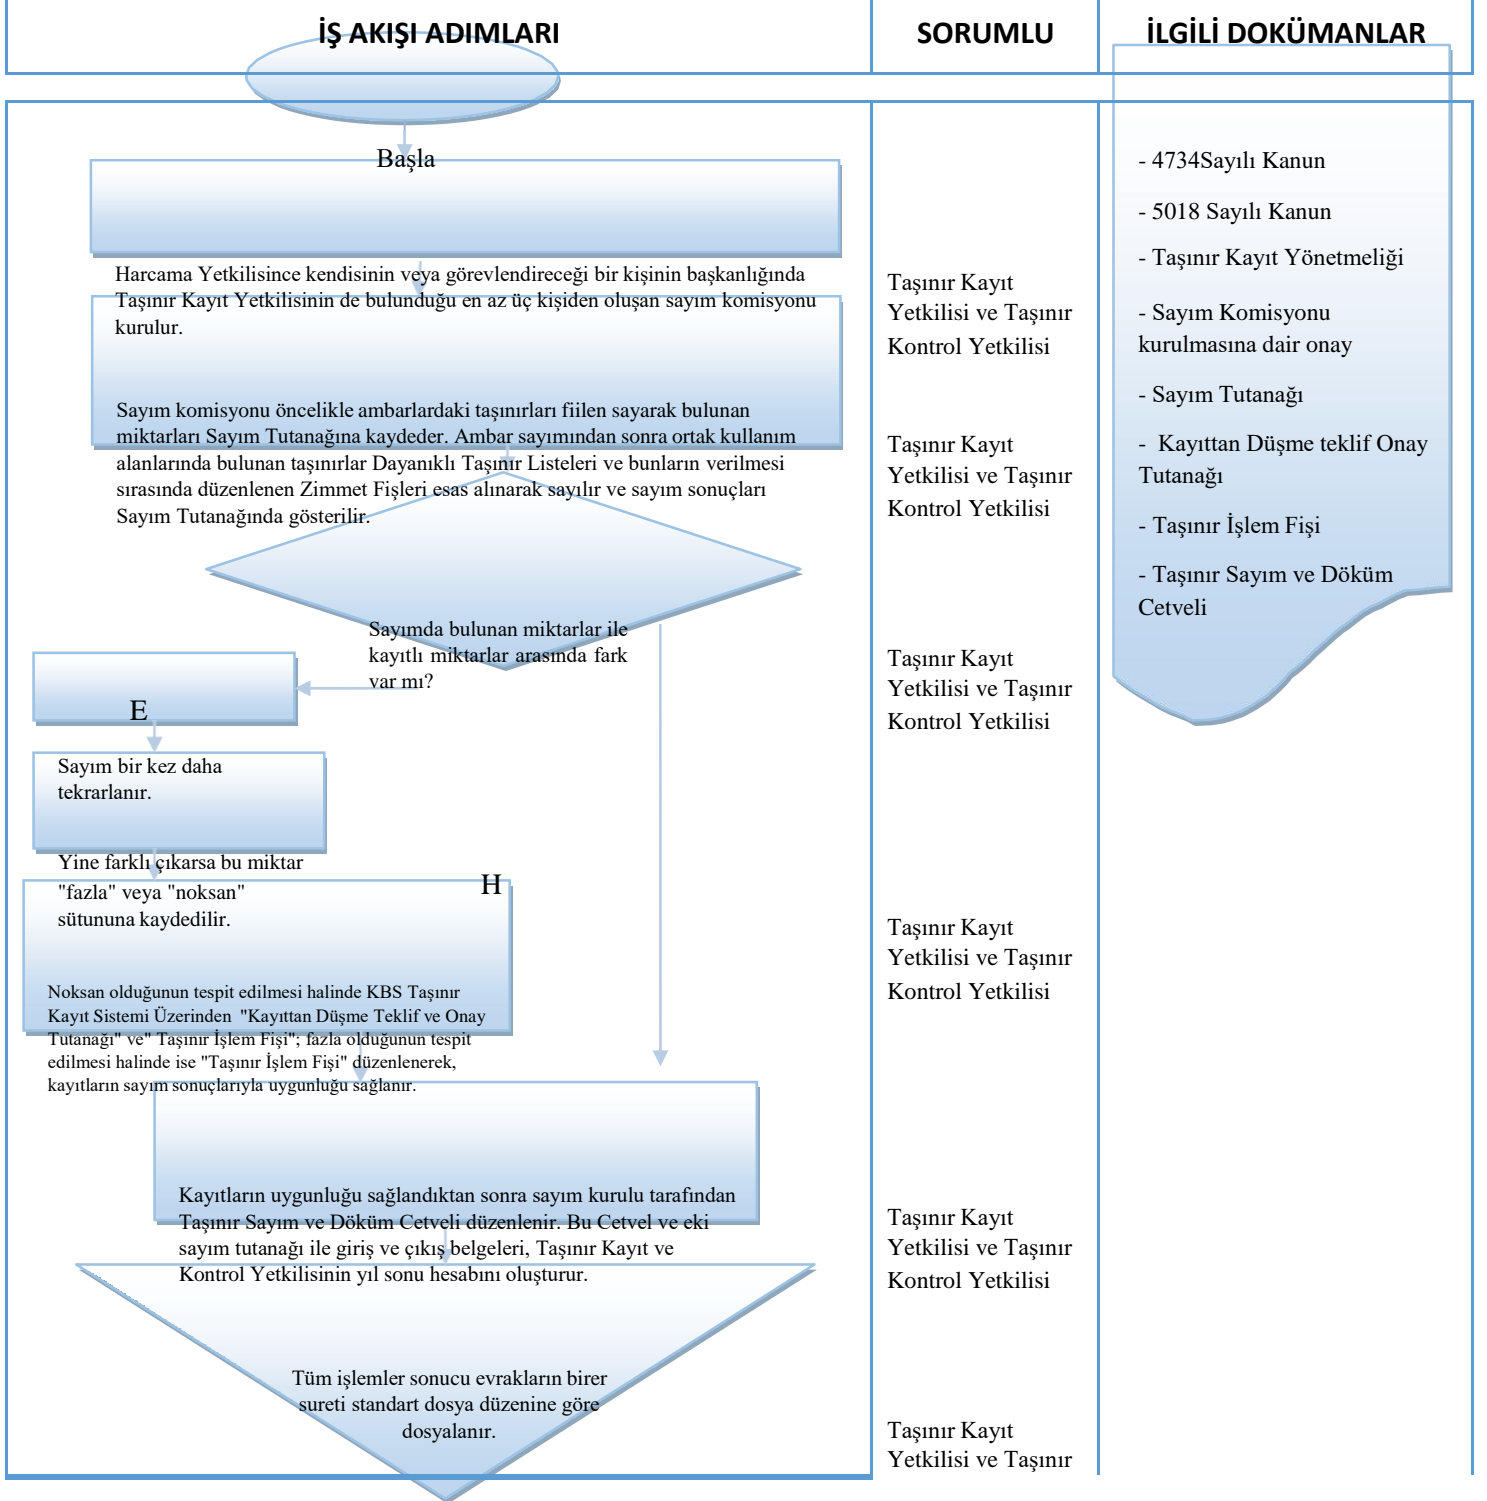 İŞ AKIŞI ADIMLARI
SORUMLU
İLGİLİ DOKÜMANLAR
Başla
Harcama Yetkilisince kendisinin veya görevlendireceği bir kişinin başkanlığında
Taşınır Kayıt Yetkilisinin de bulunduğu en az üç kişiden oluşan sayım komisyonu
kurulur.
Sayım komisyonu öncelikle ambarlardaki taşınırları fiilen sayarak bulunan
miktarları Sayım Tutanağına kaydeder. Ambar sayımından sonra ortak kullanım
alanlarında bulunan taşınırlar Dayanıklı Taşınır Listeleri ve bunların verilmesi
sırasında düzenlenen Zimmet Fişleri esas alınarak sayılır ve sayım sonuçları
Sayım Tutanağında gösterilir.
Sayımda bulunan miktarlar ile
kayıtlı miktarlar arasında fark
var mı?
E
Sayım bir kez daha
tekrarlanır.
Yine farklı çıkarsa bu miktar
"fazla" veya "noksan"
sütununa kaydedilir.
H
Noksan olduğunun tespit edilmesi halinde KBS Taşınır
Kayıt Sistemi Üzerinden "Kayıttan Düşme Teklif ve Onay
Tutanağı" ve" Taşınır İşlem Fişi"; fazla olduğunun tespit
edilmesi halinde ise "Taşınır İşlem Fişi" düzenlenerek,
kayıtların sayım sonuçlarıyla uygunluğu sağlanır.
Kayıtların uygunluğu sağlandıktan sonra sayım kurulu tarafından
Taşınır Sayım ve Döküm Cetveli düzenlenir. Bu Cetvel ve eki
sayım tutanağı ile giriş ve çıkış belgeleri, Taşınır Kayıt ve
Kontrol Yetkilisinin yıl sonu hesabını oluşturur.
Tüm işlemler sonucu evrakların birer
sureti standart dosya düzenine göre
dosyalanır.
Taşınır Kayıt
Yetkilisi ve Taşınır
Kontrol Yetkilisi
Taşınır Kayıt
Yetkilisi ve Taşınır
Kontrol Yetkilisi
Taşınır Kayıt
Yetkilisi ve Taşınır
Kontrol Yetkilisi
Taşınır Kayıt
Yetkilisi ve Taşınır
Kontrol Yetkilisi
Taşınır Kayıt
Yetkilisi ve Taşınır
Kontrol Yetkilisi
Taşınır Kayıt
Yetkilisi ve Taşınır
- 4734Sayılı Kanun
- 5018 Sayılı Kanun
- Taşınır Kayıt Yönetmeliği
- Sayım Komisyonu
kurulmasına dair onay
- Sayım Tutanağı
- Kayıttan Düşme teklif Onay
Tutanağı
- Taşınır İşlem Fişi
- Taşınır Sayım ve Döküm
Cetveli